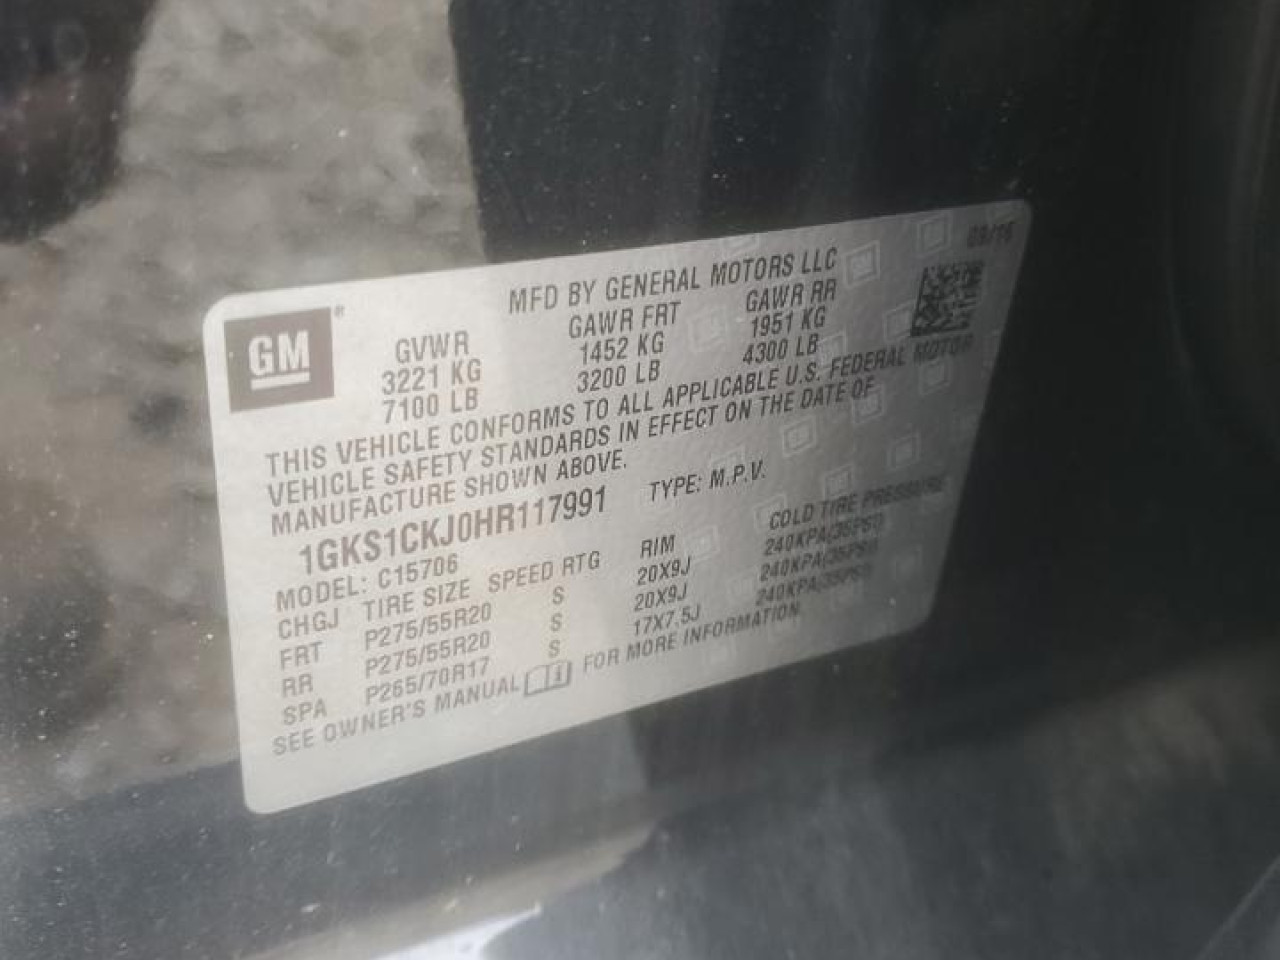 09/16
MFD BY GENERAL MOTORS LLC
GM®
GVWR GAWR FRT GAWR RR
3221 KG 1452 KG 1951 KG
7100 LB 3200 LB 4300 LB
THIS VEHICLE CONFORMS TO ALL APPLICABLE U.S. FEDERAL MOTOR
VEHICLE SAFETY STANDARDS IN EFFECT ON THE DATE OF
MANUFACTURE SHOWN ABOVE.
1GKS1CKJ0HR117991 TYPE: M.P.V.
MODEL: C15706
CHGJ TIRE SIZE SPEED RTG RIM COLD TIRE PRESSURE
FRT P275/55R20 S 20X9J 240KPA(35PSI)
RR P275/55R20 S 20X9J 240KPA(35PSI)
SPA P265/70R17 S 17X7.5J 240KPA(35PSI)
SEE OWNER'S MANUAL FOR MORE INFORMATION